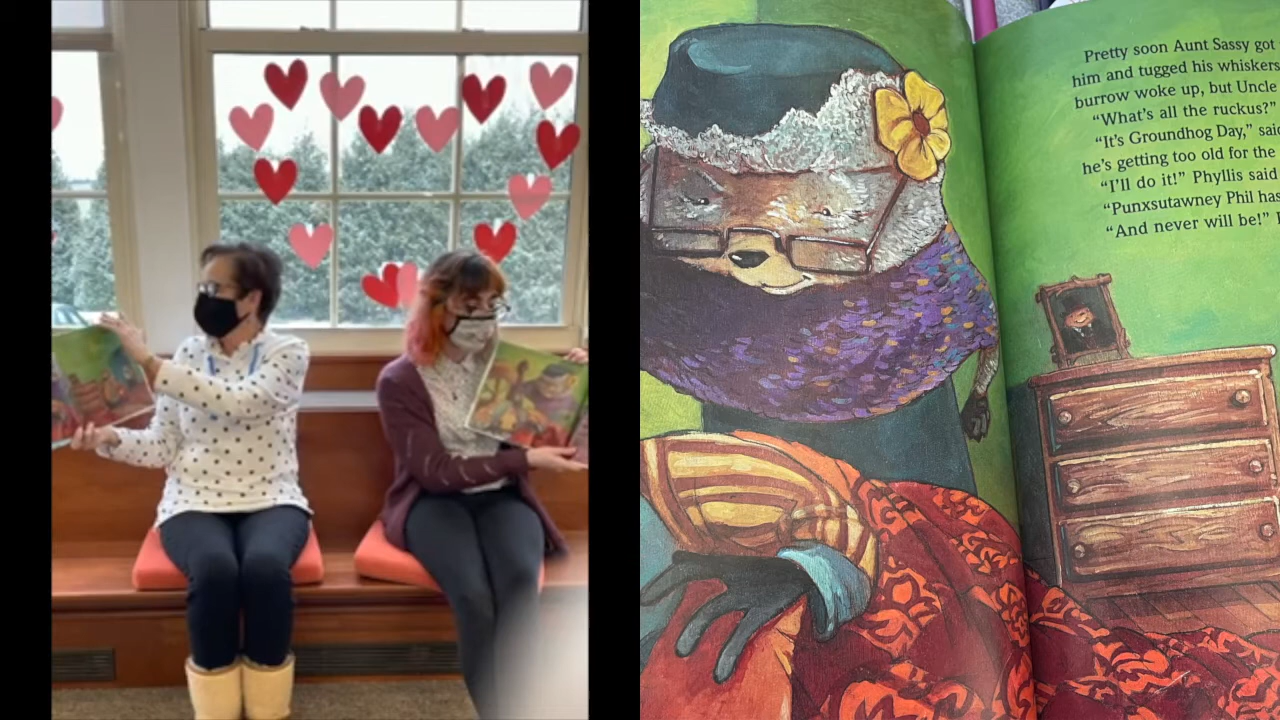 Pretty soon Aunt Sassy got
him and tugged his whiskers
burrow woke up, but Uncle
"What's all the ruckus?"
"It's Groundhog Day," said
he's getting too old for the
"I'll do it!" Phyllis said
"Punxsutawney Phil has
"And never will be!"